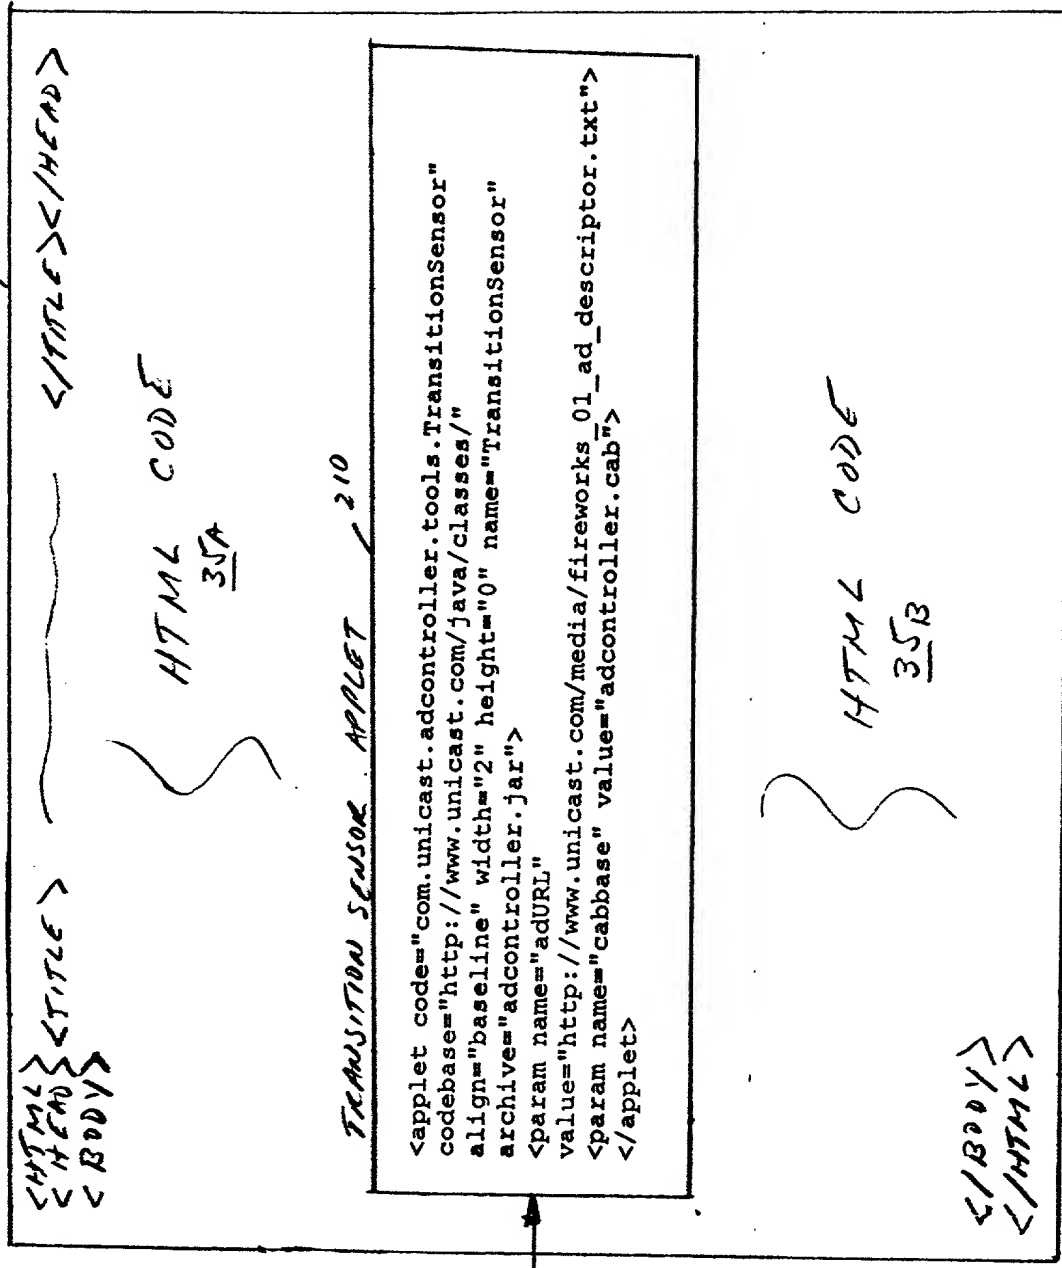 <HTML>
<HEAD><TITLE> </TITLE></HEAD>
<BODY>
HTML CODE
35A
TRANSITION SENSOR APPLET 210
<applet code="com.unicast.adcontroller.tools.TransitionSensor"
codebase="http://www.unicast.com/java/classes/"
align="baseline" width="2" height="0" name="TransitionSensor"
archive="adcontroller.jar">
<param name="adURL"
value="http://www.unicast.com/media/fireworks_01_ad_descriptor.txt">
<param name="cabbase" value="adcontroller.cab">
</applet>
HTML CODE
35B
</BODY>
</HTML>